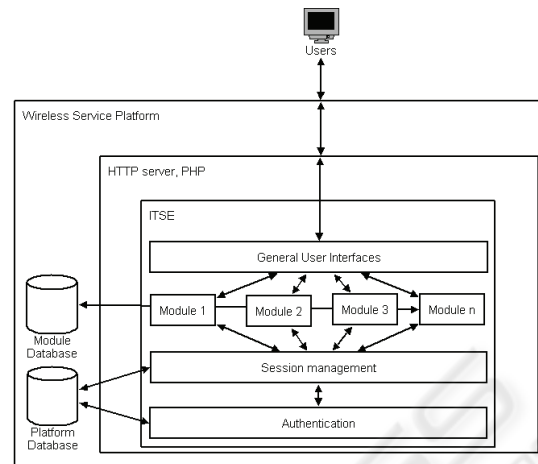 Users
Wireless Service Platform
HTTP server, PHP
ITSE
General User Interfaces
Module 1
Module 2
Module 3
Module n
Module
Database
Session management
Platform
Database
Authentication